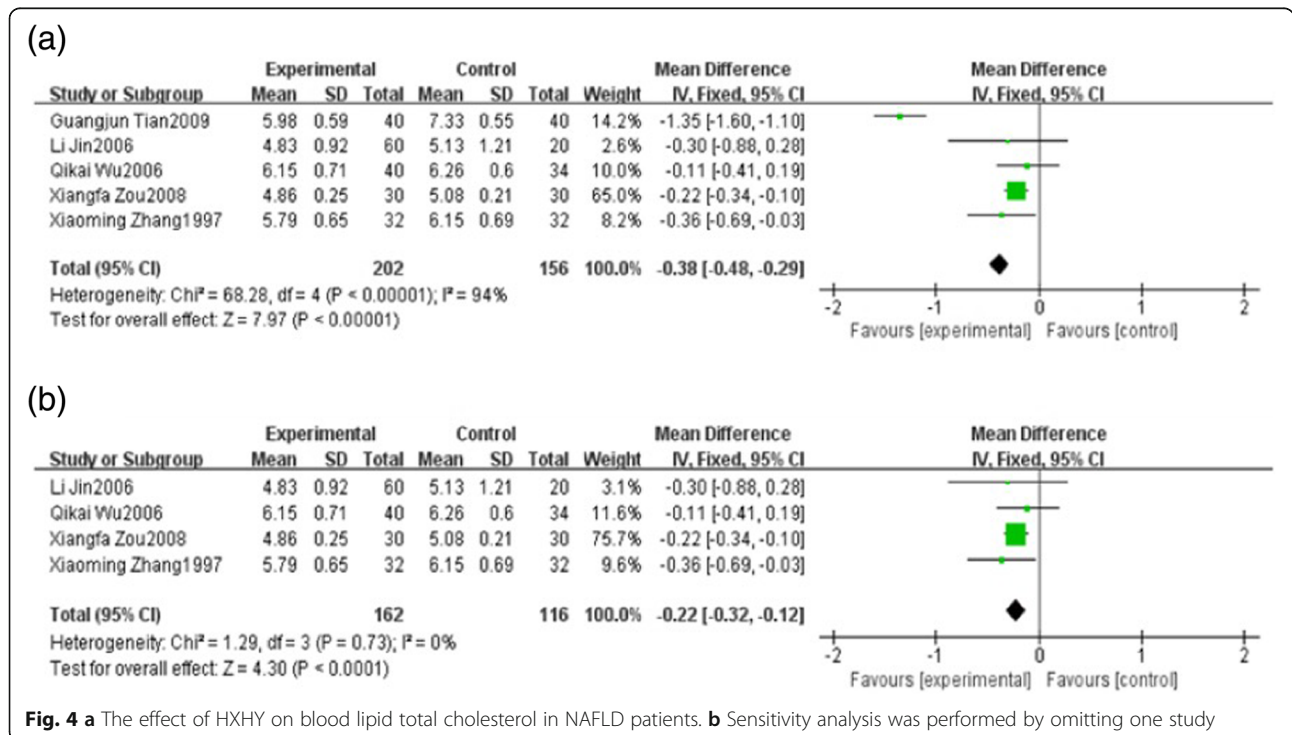 (a)
Experimental Control Mean Difference Mean Difference
Study or Subgroup Mean SD Total Mean SD Total Weight IV, Fixed, 95% CI IV, Fixed, 95% CI
Guangjun Tian2009 5.98 0.59 40 7.33 0.55 40 14.2% -1.35 [-1.60, -1.10]
Li Jin2006 4.83 0.92 60 5.13 1.21 20 2.6% -0.30 [-0.88, 0.28]
Qikai Wu2006 6.15 0.71 40 6.26 0.6 34 10.0% -0.11 [-0.41, 0.19]
Xiangfa Zou2008 4.86 0.25 30 5.08 0.21 30 65.0% -0.22 [-0.34, -0.10]
Xiaoming Zhang1997 5.79 0.65 32 6.15 0.69 32 8.2% -0.36 [-0.69, -0.03]
Total (95% CI) 202 156 100.0% -0.38 [-0.48, -0.29]
Heterogeneity: Chi² = 68.28, df = 4 (P < 0.00001); I² = 94%
Test for overall effect: Z = 7.97 (P < 0.00001)
-2 -1 0 1 2
Favours [experimental] Favours [control]
(b)
Experimental Control Mean Difference Mean Difference
Study or Subgroup Mean SD Total Mean SD Total Weight IV, Fixed, 95% CI IV, Fixed, 95% CI
Li Jin2006 4.83 0.92 60 5.13 1.21 20 3.1% -0.30 [-0.88, 0.28]
Qikai Wu2006 6.15 0.71 40 6.26 0.6 34 11.6% -0.11 [-0.41, 0.19]
Xiangfa Zou2008 4.86 0.25 30 5.08 0.21 30 75.7% -0.22 [-0.34, -0.10]
Xiaoming Zhang1997 5.79 0.65 32 6.15 0.69 32 9.6% -0.36 [-0.69, -0.03]
Total (95% CI) 162 116 100.0% -0.22 [-0.32, -0.12]
Heterogeneity: Chi² = 1.29, df = 3 (P = 0.73); I² = 0%
Test for overall effect: Z = 4.30 (P < 0.0001)
-2 -1 0 1 2
Favours [experimental] Favours [control]
Fig. 4 a The effect of HXHY on blood lipid total cholesterol in NAFLD patients. b Sensitivity analysis was performed by omitting one study